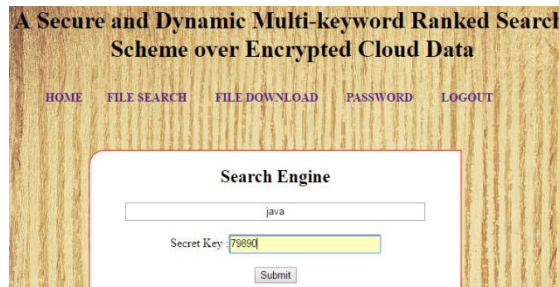 A Secure and Dynamic Multi-keyword Ranked Search
Scheme over Encrypted Cloud Data
HOME FILE SEARCH FILE DOWNLOAD PASSWORD LOGOUT
Search Engine
java
Secret Key : 79890
Submit